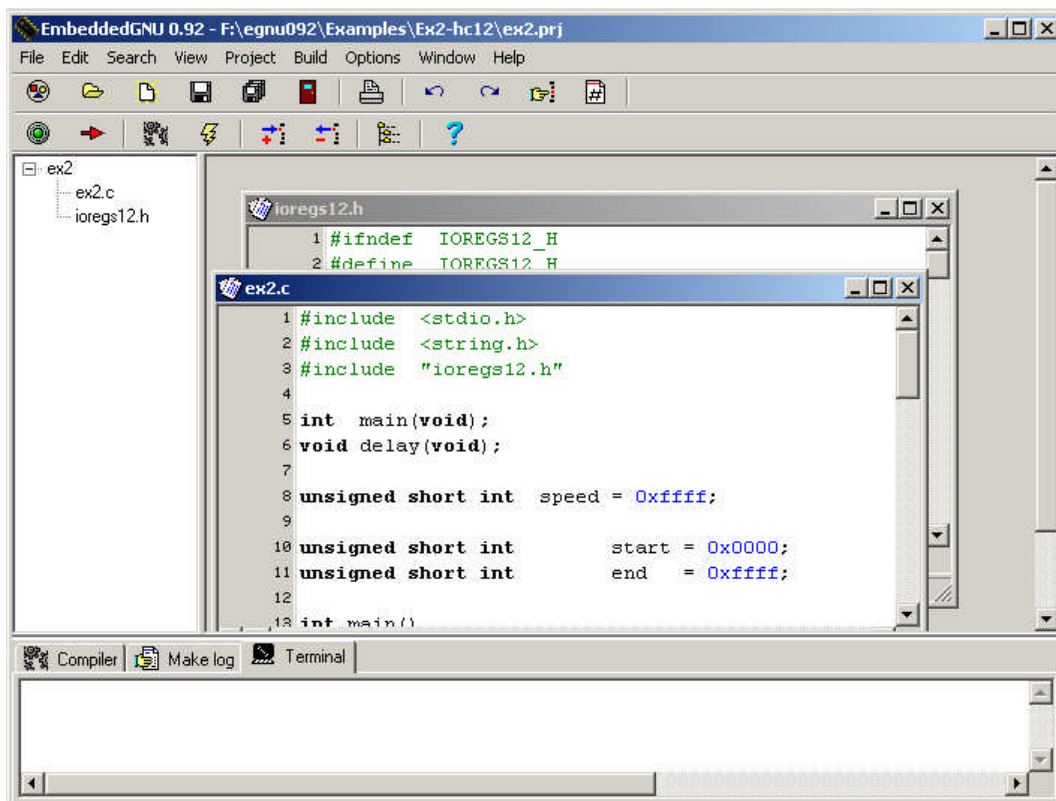 EmbeddedGNU 0.92 - F:\egnu092\Examples\Ex2-hc12\ex2.prj
File Edit Search View Project Build Options Window Help
ex2
ex2.c
ioregs12.h
ioregs12.h
1 #ifndef IOREGS12_H
2 #define IOREGS12_H
ex2.c
1 #include <stdio.h>
2 #include <string.h>
3 #include "ioregs12.h"
4
5 int main(void);
6 void delay(void);
7
8 unsigned short int speed = 0xffff;
9
10 unsigned short int start = 0x0000;
11 unsigned short int end = 0xffff;
12
13 int main()
Compiler Make log Terminal